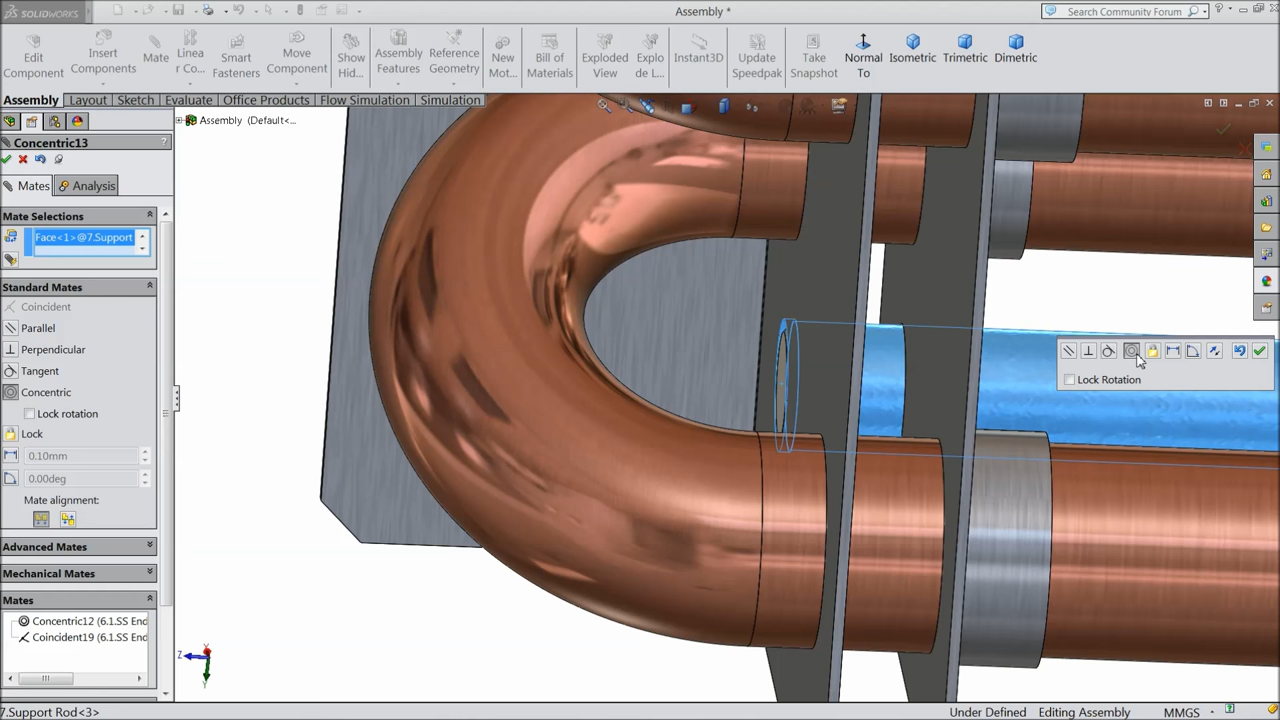 SOLIDWORKS
Assembly *
Search Community Forum
Edit Component
Insert Components
Mate
Linea r Co...
Smart Fasteners
Move Component
Show Hid...
Assembly Features
Reference Geometry
New Mot...
Bill of Materials
Exploded View
Explo de L...
Instant3D
Update Speedpak
Take Snapshot
Normal To
Isometric
Trimetric
Dimetric
Assembly
Layout
Sketch
Evaluate
Office Products
Flow Simulation
Simulation
Assembly (Default<...
Concentric13
?
Mates
Analysis
Mate Selections
Face<1>@7.Support
Standard Mates
Coincident
Parallel
Perpendicular
Tangent
Concentric
Lock rotation
Lock
0.10mm
0.00deg
Mate alignment:
Advanced Mates
Mechanical Mates
Mates
Concentric12 (6.1.SS End
Coincident19 (6.1.SS End
Lock Rotation
Z
Y
7.Support Rod<3>
Under Defined
Editing Assembly
MMGS